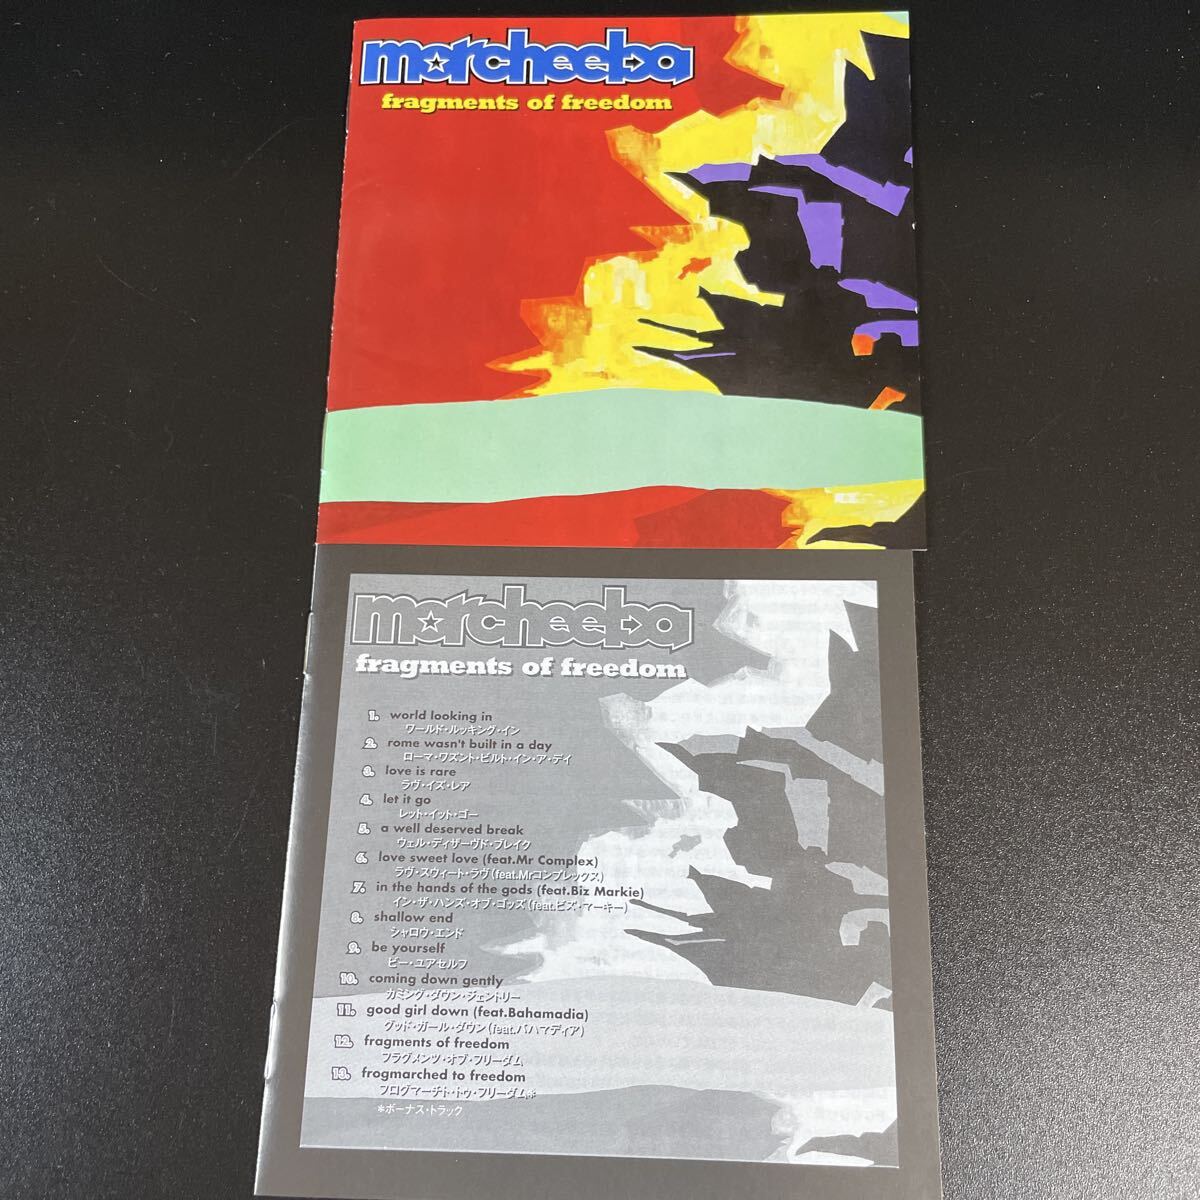 morcheeba
fragments of freedom
morcheeba
fragments of freedom
1. world looking in
ワールド・ルッキング・イン
2. rome wasn't built in a day
ローマ・ワズント・ビルト・イン・ア・デイ
3. love is rare
ラヴ・イズ・レア
4. let it go
レット・イット・ゴー
5. a well deserved break
ウェル・ディザーヴド・ブレイク
6. love sweet love (feat.Mr Complex)
ラヴ・スウィート・ラヴ(feat.Mrコンプレックス)
7. in the hands of the gods (feat.Biz Markie)
イン・ザ・ハンズ・オブ・ゴッズ(feat.ビズ・マーキー)
8. shallow end
シャロウ・エンド
9. be yourself
ビー・ユアセルフ
10. coming down gently
カミング・ダウン・ジェントリー
11. good girl down (feat.Bahamadia)
グッド・ガール・ダウン(feat.バハマディア)
12. fragments of freedom
フラグメンツ・オブ・フリーダム
13. frogmarched to freedom
フログマーチト・トゥ・フリーダム*
*ボーナス・トラック